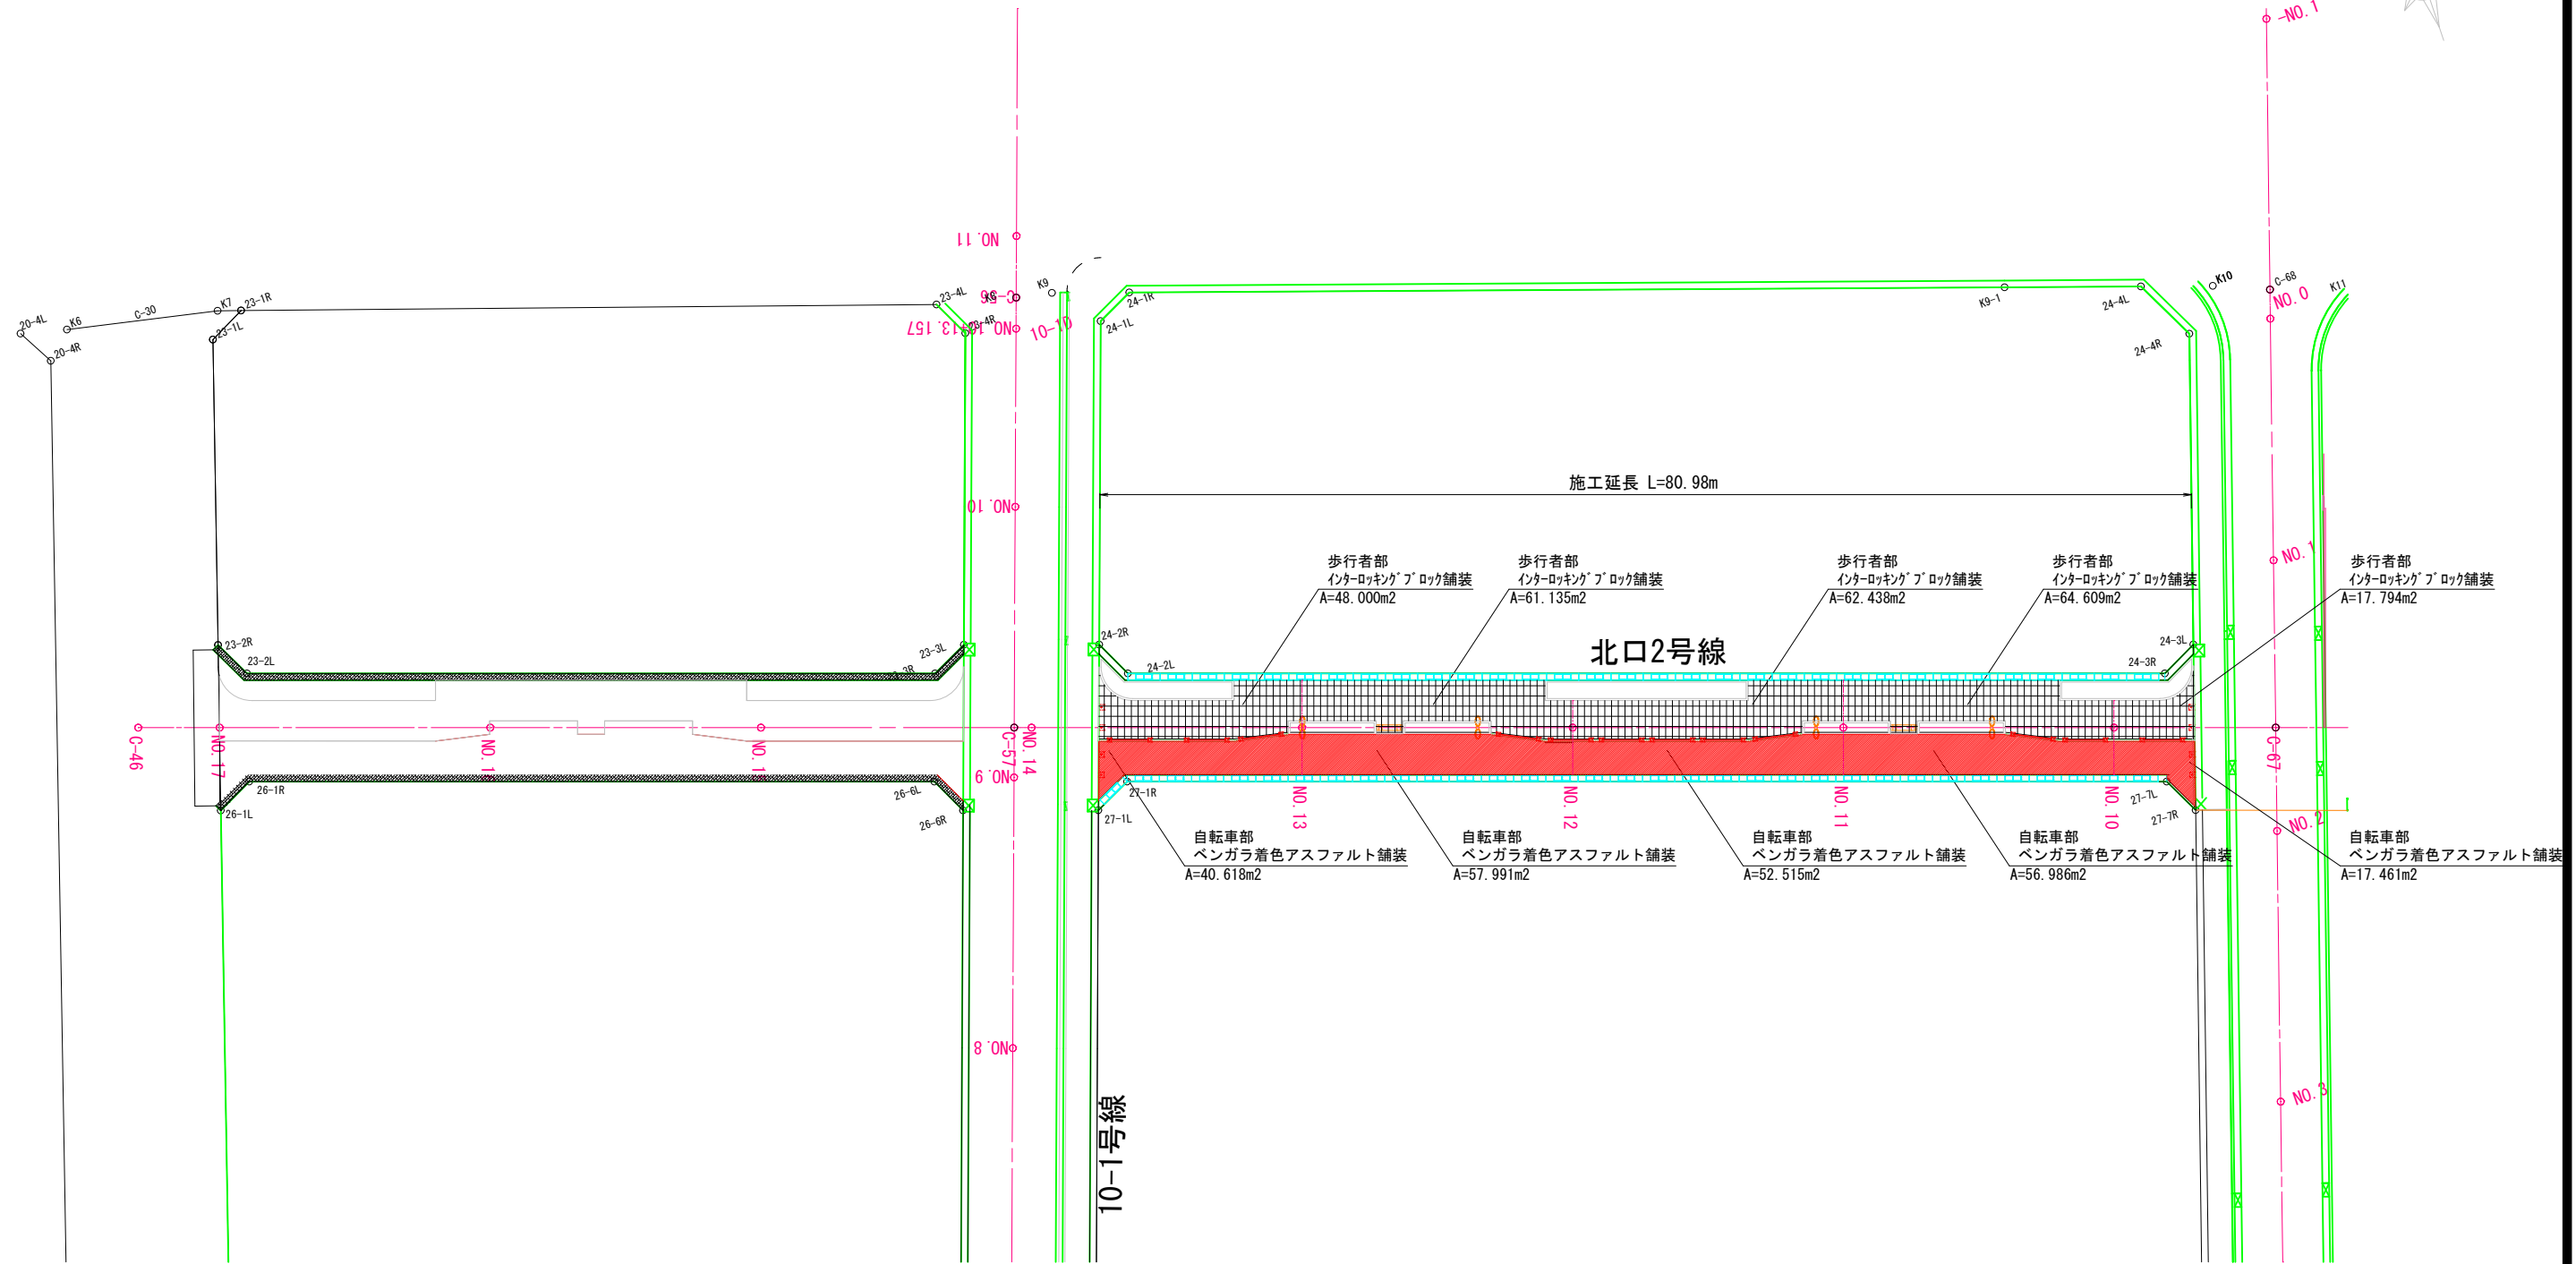 -NO.1
NO.11
K9
K10
C-68
K11
NO.0
20-4L
K6
C-30
K7
23-1R
23-4L
C-56
24-1R
K9-1
24-4L
20-4R
23-1L
23-4R
10-10
24-1L
24-4R
施工延長 L=80.98m
NO.10
NO.1
歩行者部
インターロッキングブロック舗装
A=48.000m2
歩行者部
インターロッキングブロック舗装
A=61.135m2
歩行者部
インターロッキングブロック舗装
A=62.438m2
歩行者部
インターロッキングブロック舗装
A=64.609m2
歩行者部
インターロッキングブロック舗装
A=17.794m2
北口2号線
23-2R
23-2L
23-3L
24-2R
24-2L
24-3L
24-3R
C-46
NO.17
C-57
NO.14
C-67
NO.9
26-1R
26-1L
26-6L
26-6R
27-1R
27-1L
NO.13
NO.12
NO.11
NO.10
27-7L
27-7R
NO.2
自転車部
ベンガラ着色アスファルト舗装
A=40.618m2
自転車部
ベンガラ着色アスファルト舗装
A=57.991m2
自転車部
ベンガラ着色アスファルト舗装
A=52.515m2
自転車部
ベンガラ着色アスファルト舗装
A=56.986m2
自転車部
ベンガラ着色アスファルト舗装
A=17.461m2
NO.8
NO.3
10-1号線